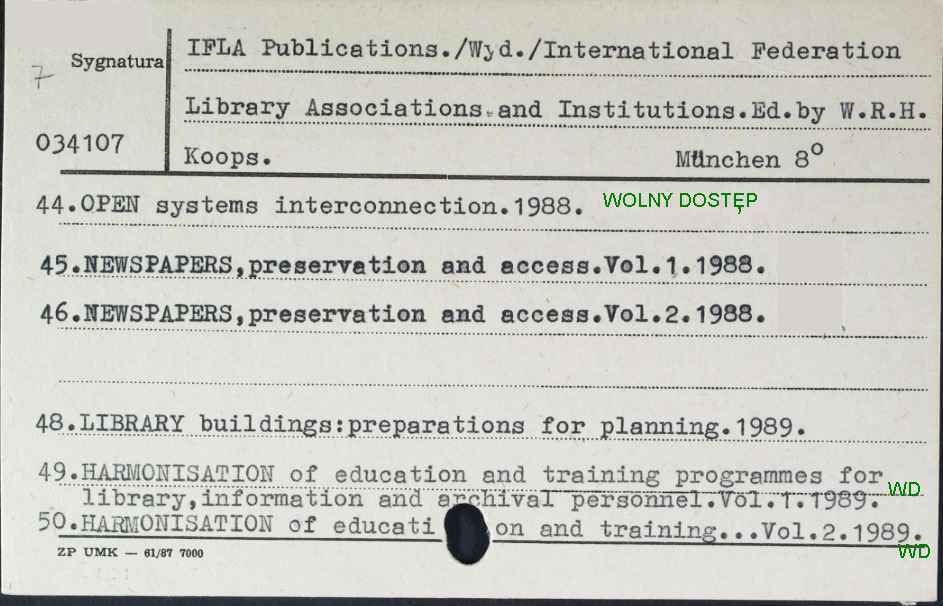 7
Sygnatura
IFLA Publications./Wyd./International Federation
Library Associations and Institutions.Ed.by W.R.H.
034107
Koops. München 8º
44.OPEN systems interconnection.1988. WOLNY DOSTĘP
45.NEWSPAPERS,preservation and access.Vol.1.1988.
46.NEWSPAPERS,preservation and access.Vol.2.1988.
48.LIBRARY buildings:preparations for planning.1989.
49.HARMONISATION of education and training programmes for
library,information and archival personnel.Vol.1.1989. WD
50.HARMONISATION of educati on and training...Vol.2.1989.
ZP UMK — 61/87 7000 WD